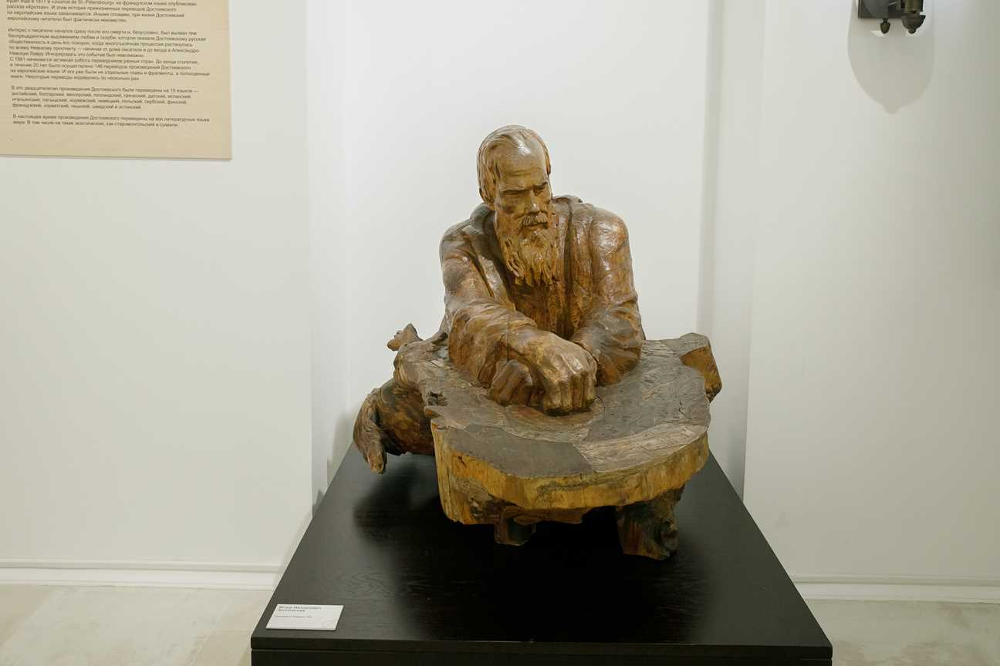 будет еще в 1877 в «Journal de St.-Pétersbourg» на французском языке опубликован
рассказ «Кроткая». И этим история прижизненных переводов Достоевского
на европейские языки заканчивается. Иными словами, при жизни Достоевский
европейскому читателю был фактически неизвестен.
Интерес к писателю начался сразу после его смерти и, безусловно, был вызван тем
беспрецедентным выражением любви и скорби, которое оказала Достоевскому русская
общественность в день его похорон, когда многотысячная процессия растянулась
по всему Невскому проспекту — начиная от дома писателя и до входа в Александро-
Невскую Лавру. Игнорировать это событие был невозможно.
С 1881 начинается активная работа переводчиков разных стран. До конца столетия,
в течение 20 лет было осуществлено 146 переводов произведений Достоевского
на европейские языки. И это уже были не отдельные главы и фрагменты, а полноценные
книги. Некоторые переводы издавались по несколько раз.
В это двадцатилетие произведения Достоевского были переведены на 19 языков —
английский, болгарский, венгерский, голландский, греческий, датский, испанский,
итальянский, латышский, норвежский, немецкий, польский, сербский, финский,
французский, хорватский, чешский, шведский и эстонский.
В настоящее время произведения Достоевского переведены на все литературные языки
мира. В том числе на такие экзотические, как старомонгольский и суахили.
Фёдор Михайлович
Достоевский